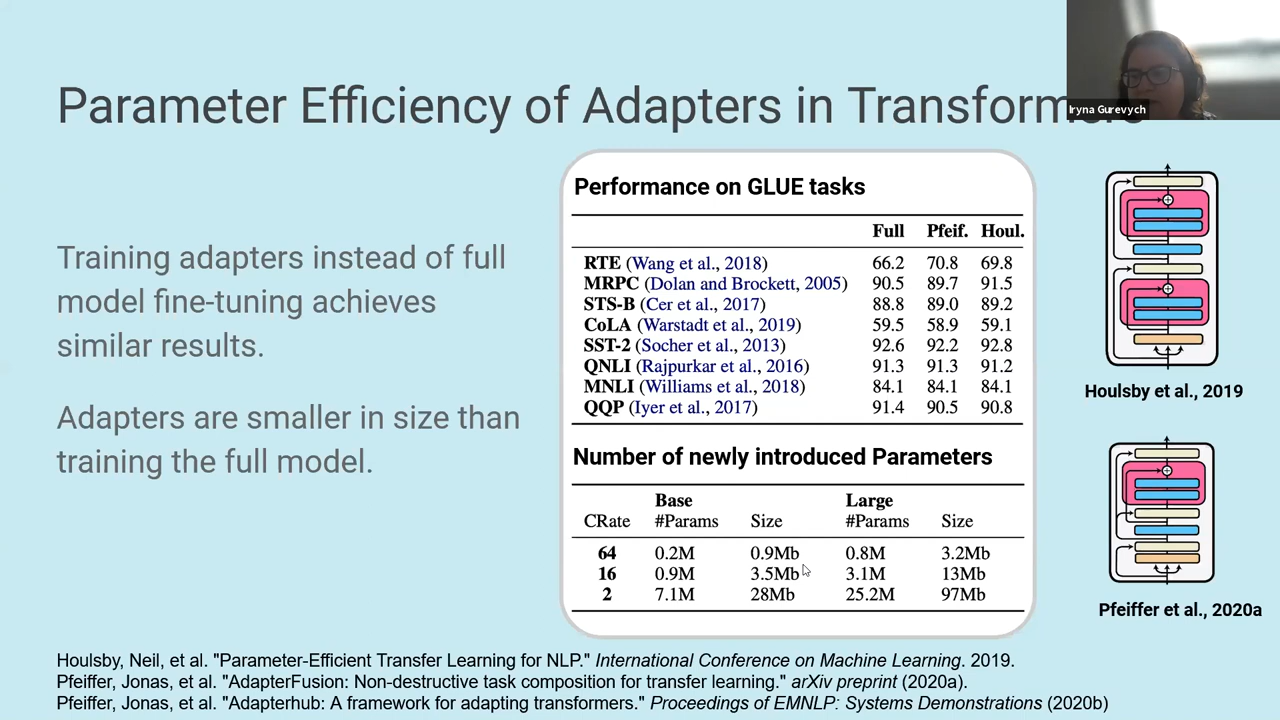 Iryna Gurevych
Parameter Efficiency of Adapters in Transformers
Training adapters instead of full
model fine-tuning achieves
similar results.
Adapters are smaller in size than
training the full model.
Performance on GLUE tasks
Full Pfeif. Houl.
RTE (Wang et al., 2018) 66.2 70.8 69.8
MRPC (Dolan and Brockett, 2005) 90.5 89.7 91.5
STS-B (Cer et al., 2017) 88.8 89.0 89.2
CoLA (Warstadt et al., 2019) 59.5 58.9 59.1
SST-2 (Socher et al., 2013) 92.6 92.2 92.8
QNLI (Rajpurkar et al., 2016) 91.3 91.3 91.2
MNLI (Williams et al., 2018) 84.1 84.1 84.1
QQP (Iyer et al., 2017) 91.4 90.5 90.8
Number of newly introduced Parameters
Base Large
CRate #Params Size #Params Size
64 0.2M 0.9Mb 0.8M 3.2Mb
16 0.9M 3.5Mb 3.1M 13Mb
2 7.1M 28Mb 25.2M 97Mb
Houlsby et al., 2019
Pfeiffer et al., 2020a
Houlsby, Neil, et al. "Parameter-Efficient Transfer Learning for NLP." International Conference on Machine Learning. 2019.
Pfeiffer, Jonas, et al. "AdapterFusion: Non-destructive task composition for transfer learning." arXiv preprint (2020a).
Pfeiffer, Jonas, et al. "Adapterhub: A framework for adapting transformers." Proceedings of EMNLP: Systems Demonstrations (2020b)